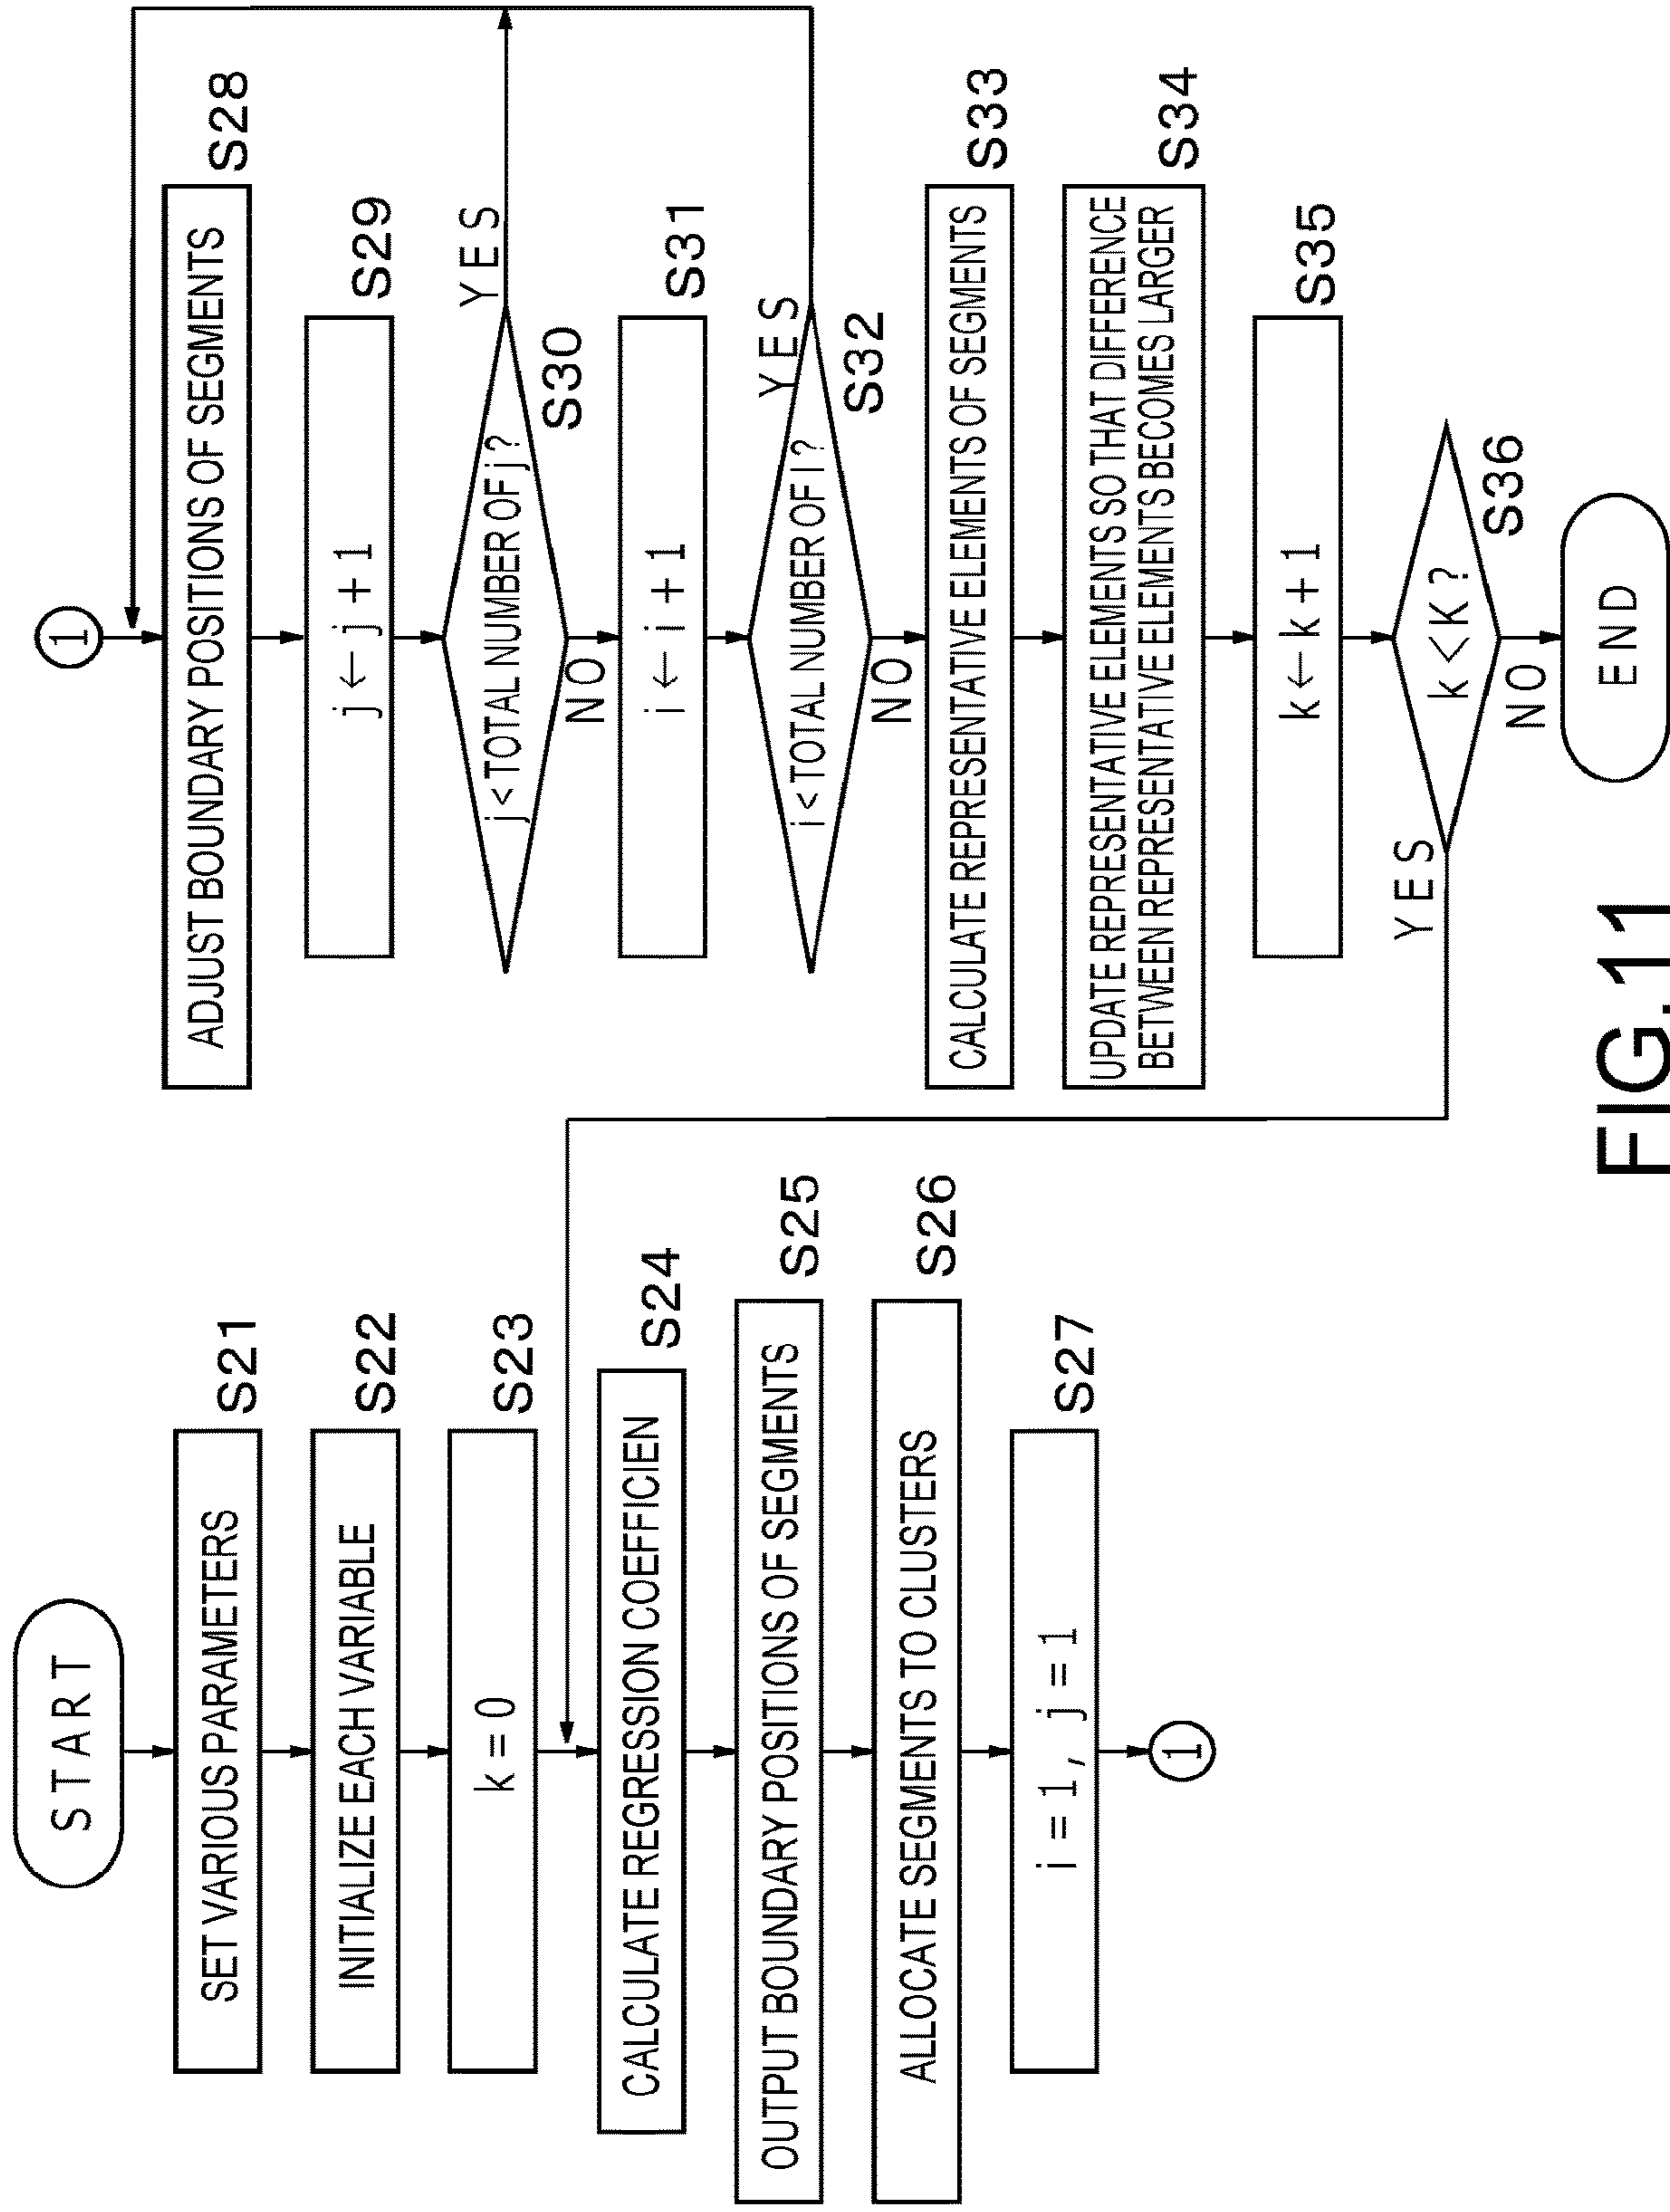 START
SET VARIOUS PARAMETERS
S21
INITIALIZE EACH VARIABLE
S22
k=0
S23
CALCULATE REGRESSION COEFFICIEN
S24
OUTPUT BOUNDARY POSITIONS OF SEGMENTS
S25
ALLOCATE SEGMENTS TO CLUSTERS
S26
i=1, j=1
S27
1
1
ADJUST BOUNDARY POSITIONS OF SEGMENTS
S28
j←j+1
S29
j<TOTAL NUMBER OF j?
S30
YES
NO
i←i+1
S31
i<TOTAL NUMBER OF I?
S32
YES
NO
CALCULATE REPRESENTATIVE ELEMENTS OF SEGMENTS
S33
UPDATE REPRESENTATIVE ELEMENTS SO THAT DIFFERENCE
BETWEEN REPRESENTATIVE ELEMENTS BECOMES LARGER
S34
k←k+1
S35
k<K?
S36
YES
NO
END
FIG.11